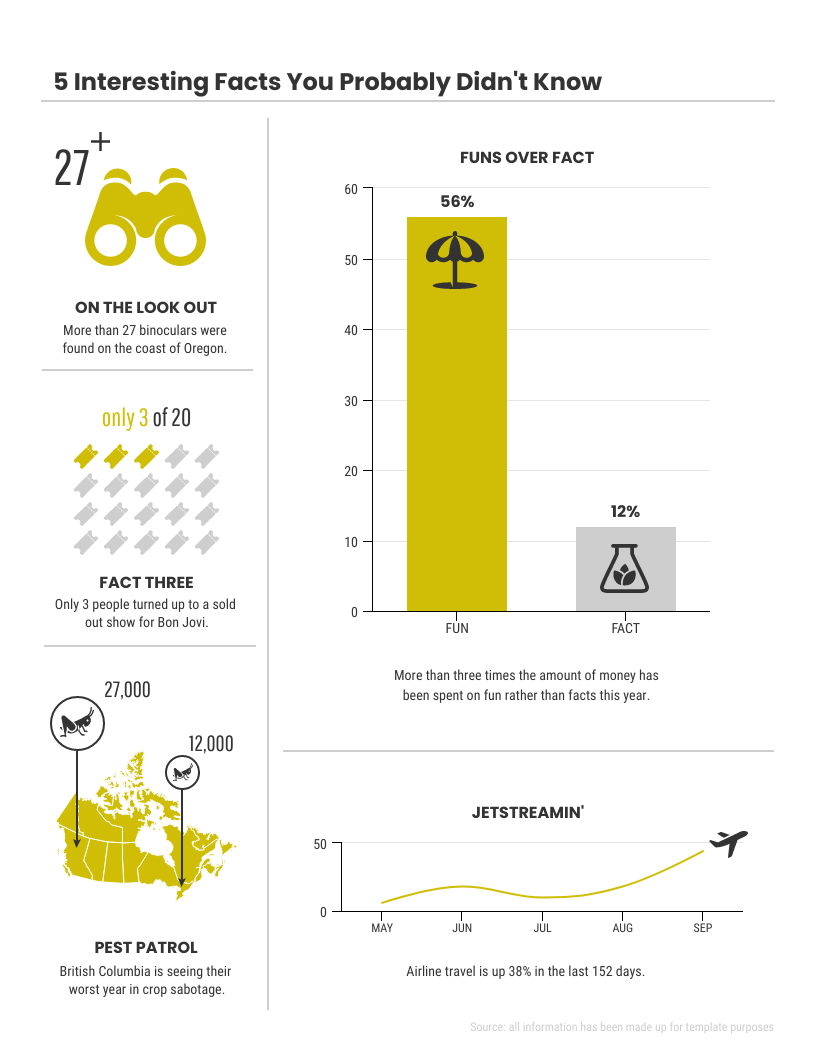 5 Interesting Facts You Probably Didn't Know
27+
ON THE LOOK OUT
More than 27 binoculars were
found on the coast of Oregon.
only 3 of 20
FACT THREE
Only 3 people turned up to a sold
out show for Bon Jovi.
27,000
12,000
PEST PATROL
British Columbia is seeing their
worst year in crop sabotage.
FUNS OVER FACT
60
56%
50
40
30
20
12%
10
0
FUN FACT
More than three times the amount of money has
been spent on fun rather than facts this year.
JETSTREAMIN'
50
0
MAY JUN JUL AUG SEP
Airline travel is up 38% in the last 152 days.
Source: all information has been made up for template purposes